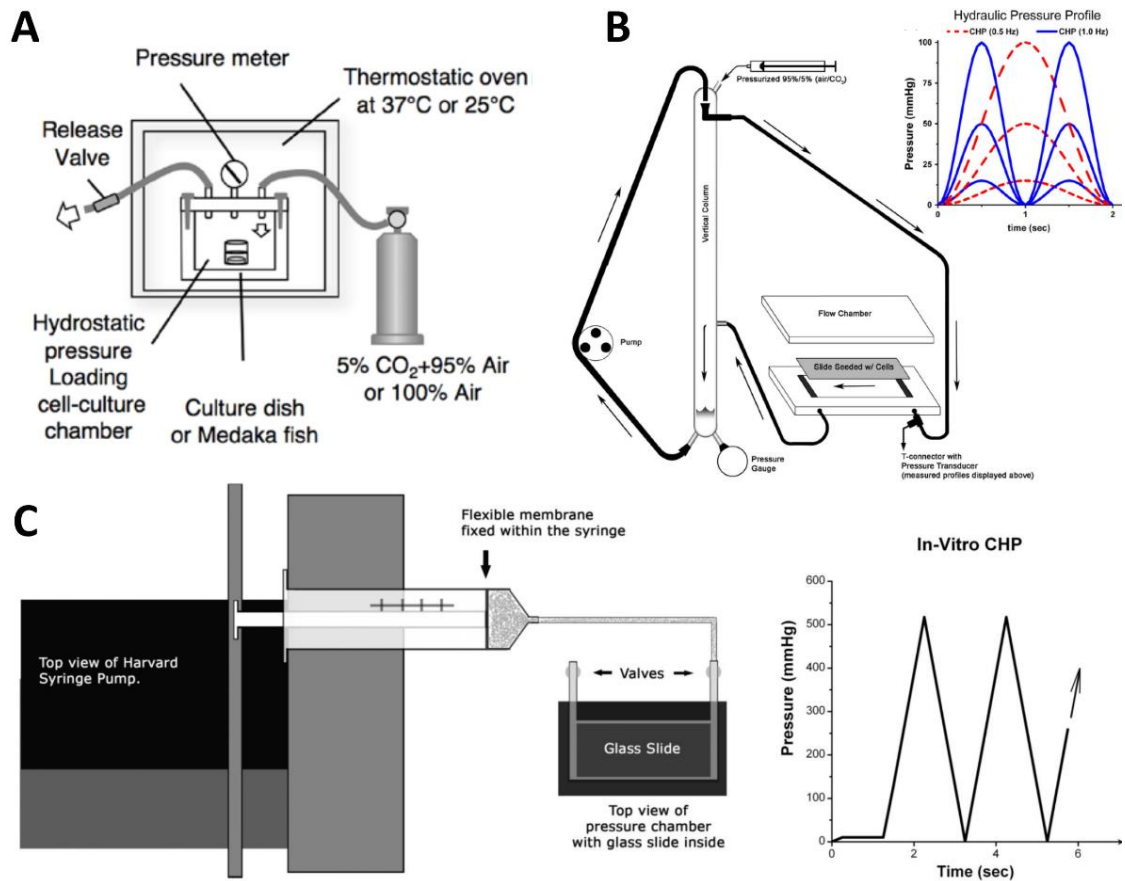 A
Pressure meter
Thermostatic oven
at 37°C or 25°C
Release
Valve
Hydrostatic
pressure
Loading
cell-culture
chamber
Culture dish
or Medaka fish
5% CO₂+95% Air
or 100% Air
B
Pressurized 95%/5% (air/CO₂)
Vertical Column
Pump
Flow Chamber
Slide Seeded w/ Cells
Pressure
Gauge
T-connector with
Pressure Transducer
(measured profiles displayed above)
Hydraulic Pressure Profile
CHP (0.5 Hz)
CHP (1.0 Hz)
Pressure (mmHg)
100
75
50
25
0
0
1
2
time (sec)
C
Top view of Harvard
Syringe Pump.
Flexible membrane
fixed within the syringe
Valves
Glass Slide
Top view of
pressure chamber
with glass slide inside
In-Vitro CHP
Pressure (mmHg)
600
500
400
300
200
100
0
0
2
4
6
Time (sec)